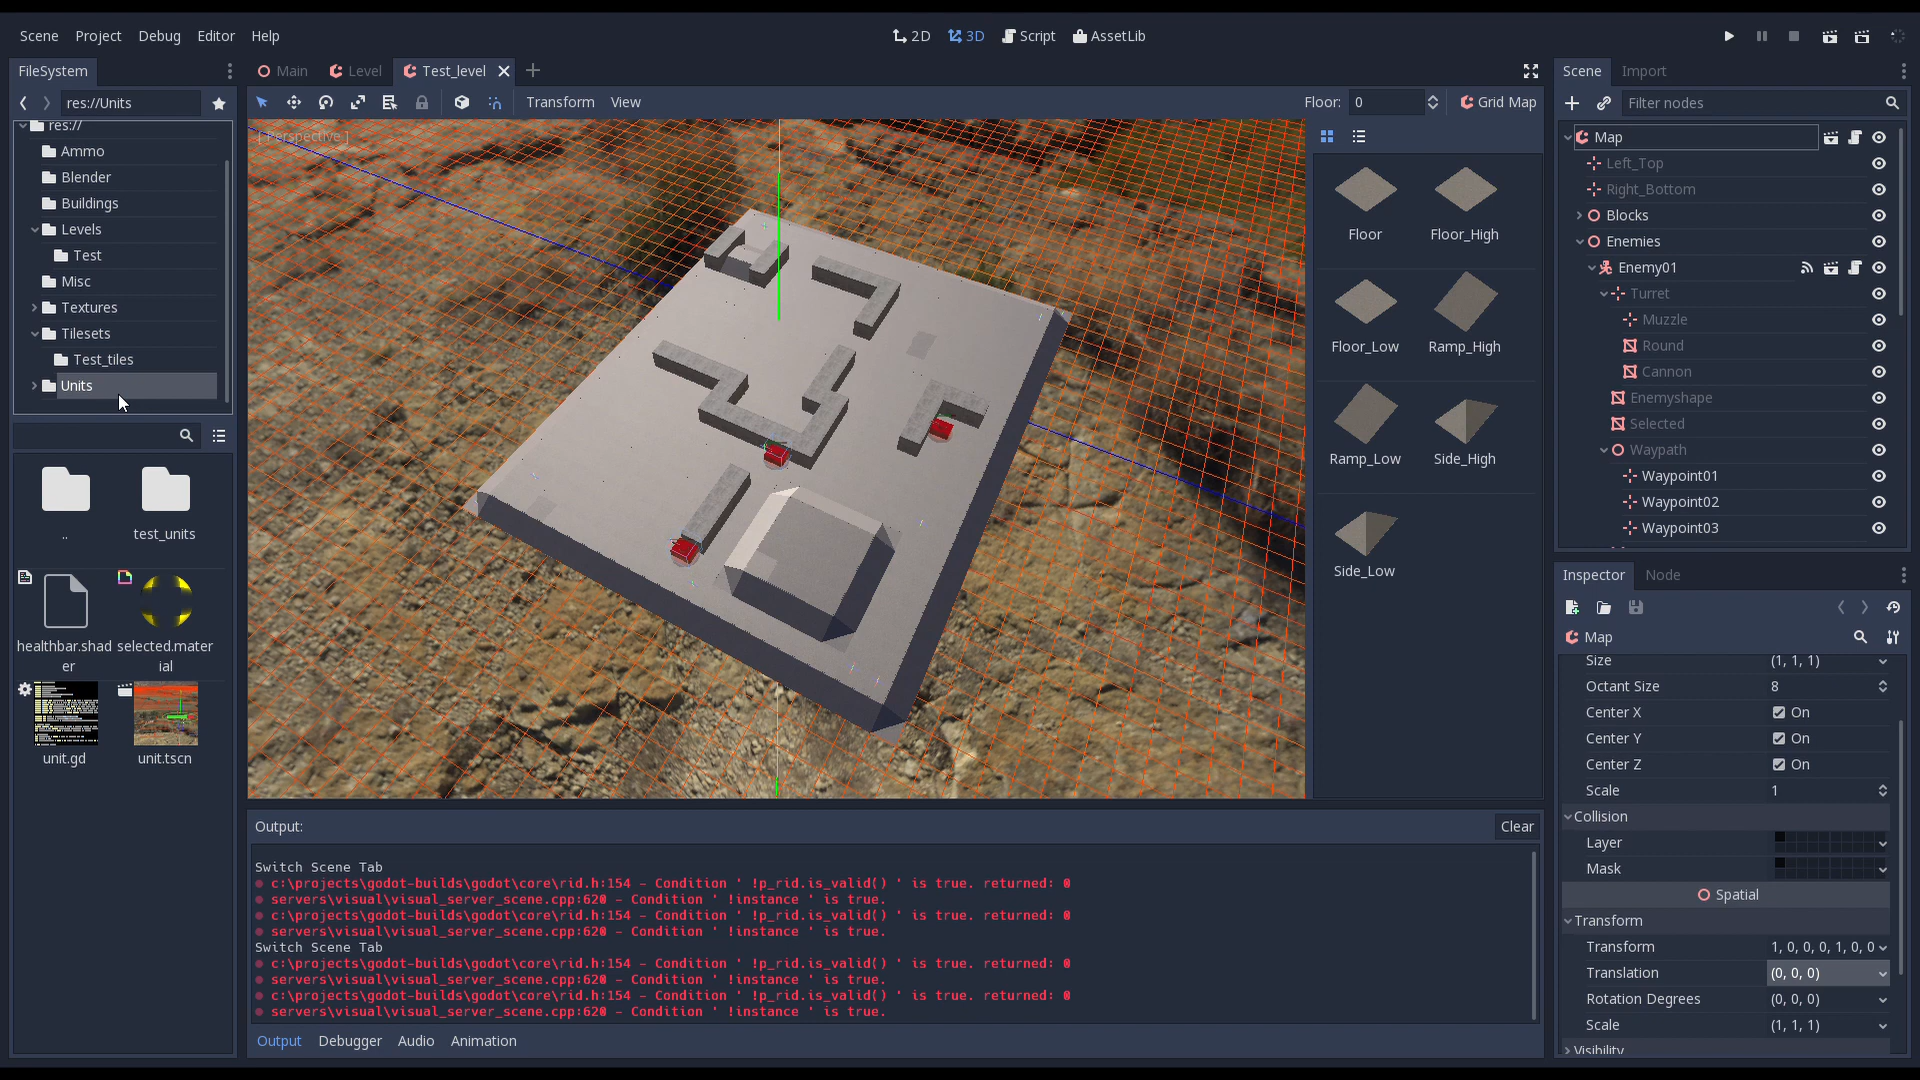 Scene Project Debug Editor Help
2D 3D Script AssetLib
FileSystem
res://Units
res://
Ammo
Blender
Buildings
Levels
Test
Misc
Textures
Tilesets
Test_tiles
Units
..
test_units
healthbar.shad
er
selected.mater
ial
unit.gd
unit.tscn
Main Level Test_level
Transform View
Floor: 0
Grid Map
[ Perspective ]
Floor
Floor_High
Floor_Low
Ramp_High
Ramp_Low
Side_High
Side_Low
Output:
Clear
Switch Scene Tab
c:\projects\godot-builds\godot\core\rid.h:154 - Condition ' !p_rid.is_valid() ' is true. returned: 0
servers\visual\visual_server_scene.cpp:620 - Condition ' !instance ' is true.
c:\projects\godot-builds\godot\core\rid.h:154 - Condition ' !p_rid.is_valid() ' is true. returned: 0
servers\visual\visual_server_scene.cpp:620 - Condition ' !instance ' is true.
Switch Scene Tab
c:\projects\godot-builds\godot\core\rid.h:154 - Condition ' !p_rid.is_valid() ' is true. returned: 0
servers\visual\visual_server_scene.cpp:620 - Condition ' !instance ' is true.
c:\projects\godot-builds\godot\core\rid.h:154 - Condition ' !p_rid.is_valid() ' is true. returned: 0
servers\visual\visual_server_scene.cpp:620 - Condition ' !instance ' is true.
Output Debugger Audio Animation
Scene Import
Filter nodes
Map
Left_Top
Right_Bottom
Blocks
Enemies
Enemy01
Turret
Muzzle
Round
Cannon
Enemyshape
Selected
Waypath
Waypoint01
Waypoint02
Waypoint03
Inspector Node
Map
Size (1, 1, 1)
Octant Size 8
Center X On
Center Y On
Center Z On
Scale 1
Collision
Layer
Mask
Spatial
Transform
Transform 1, 0, 0, 0, 1, 0, 0
Translation (0, 0, 0)
Rotation Degrees (0, 0, 0)
Scale (1, 1, 1)
Visibility